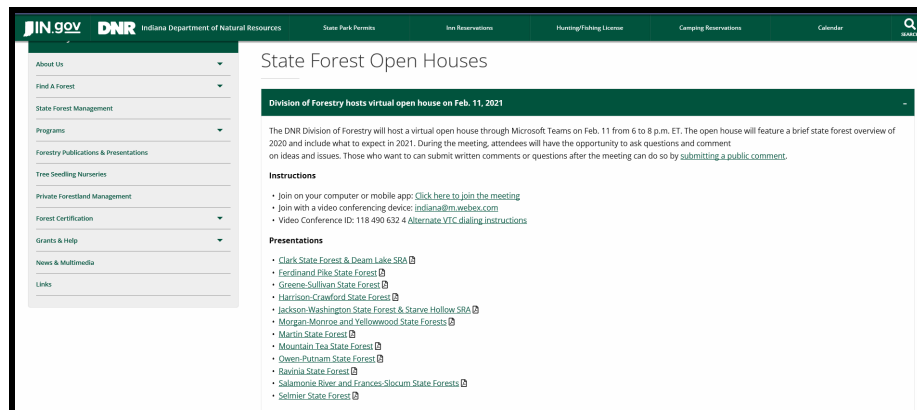 IN.gov DNR Indiana Department of Natural Resources State Park Permits Inn Reservations Hunting/Fishing License Camping Reservations Calendar SEARCH
About Us
Find A Forest
State Forest Management
Programs
Forestry Publications & Presentations
Tree Seedling Nurseries
Private Forestland Management
Forest Certification
Grants & Help
News & Multimedia
Links
State Forest Open Houses
Division of Forestry hosts virtual open house on Feb. 11, 2021 –
The DNR Division of Forestry will host a virtual open house through Microsoft Teams on Feb. 11 from 6 to 8 p.m. ET. The open house will feature a brief state forest overview of
2020 and include what to expect in 2021. During the meeting, attendees will have the opportunity to ask questions and comment
on ideas and issues. Those who want to can submit written comments or questions after the meeting can do so by submitting a public comment.
Instructions
• Join on your computer or mobile app: Click here to join the meeting
• Join with a video conferencing device: indiana@m.webex.com
• Video Conference ID: 118 490 632 4 Alternate VTC dialing instructions
Presentations
• Clark State Forest & Deam Lake SRA
• Ferdinand Pike State Forest
• Greene-Sullivan State Forest
• Harrison-Crawford State Forest
• Jackson-Washington State Forest & Starve Hollow SRA
• Morgan-Monroe and Yellowwood State Forests
• Martin State Forest
• Mountain Tea State Forest
• Owen-Putnam State Forest
• Ravinia State Forest
• Salamonie River and Frances-Slocum State Forests
• Selmier State Forest